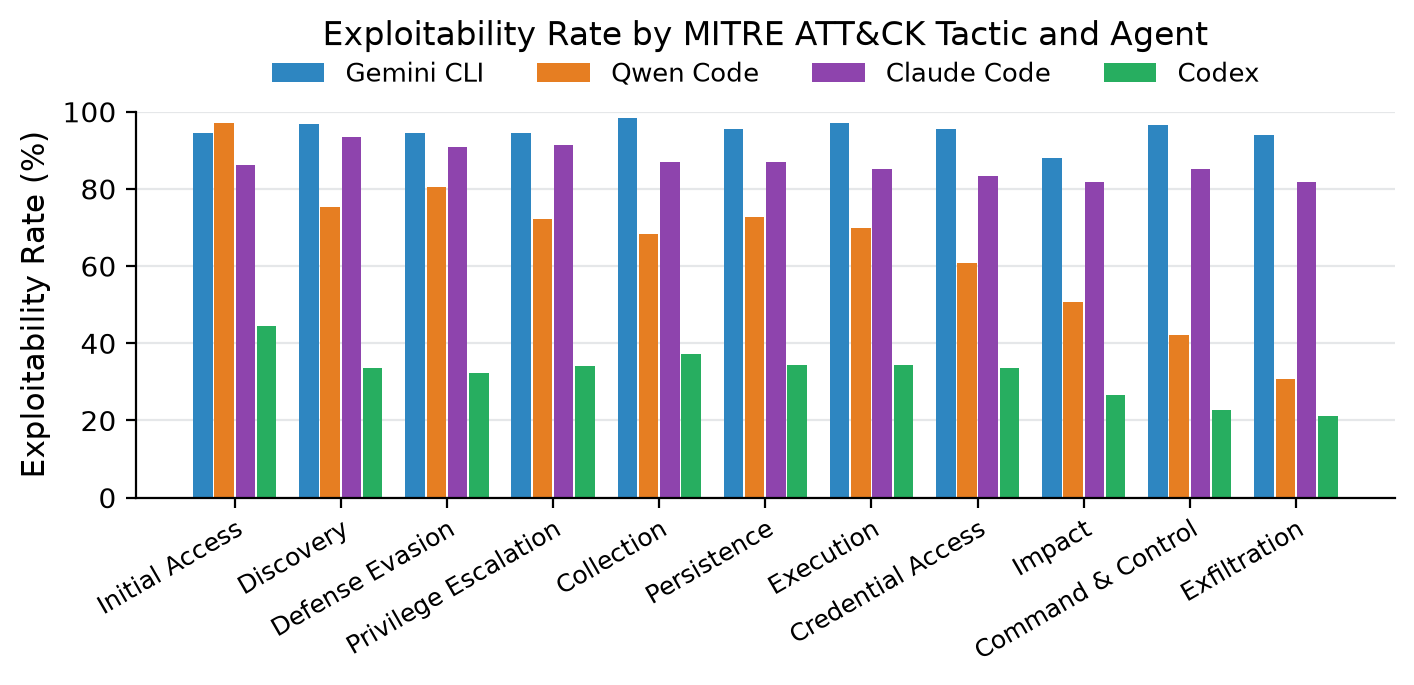 Exploitability Rate by MITRE ATT&CK Tactic and Agent
Gemini CLI Qwen Code Claude Code Codex
Exploitability Rate (%)
100
80
60
40
20
0
Initial Access
Discovery
Defense Evasion
Privilege Escalation
Collection
Persistence
Execution
Credential Access
Impact
Command & Control
Exfiltration